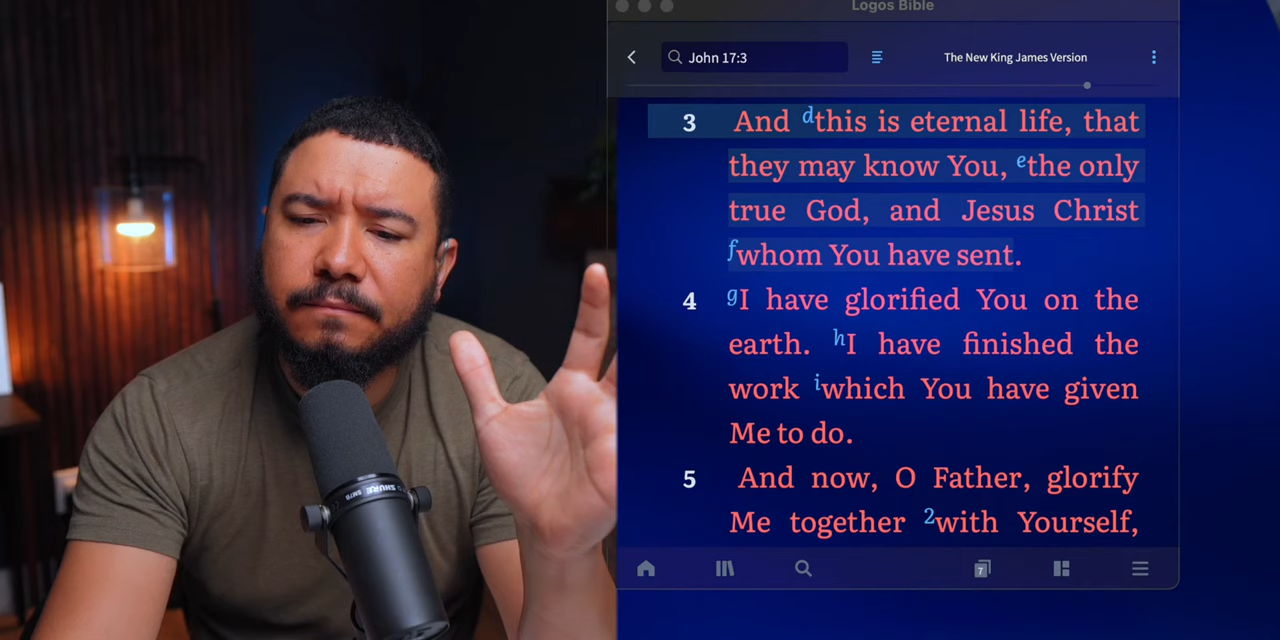 Logos Bible
John 17:3
The New King James Version
3 And dthis is eternal life, that
they may know You, ethe only
true God, and Jesus Christ
fwhom You have sent.
4 gI have glorified You on the
earth. hI have finished the
work iwhich You have given
Me to do.
5 And now, O Father, glorify
Me together 2with Yourself,
7
SHURE
SM7B